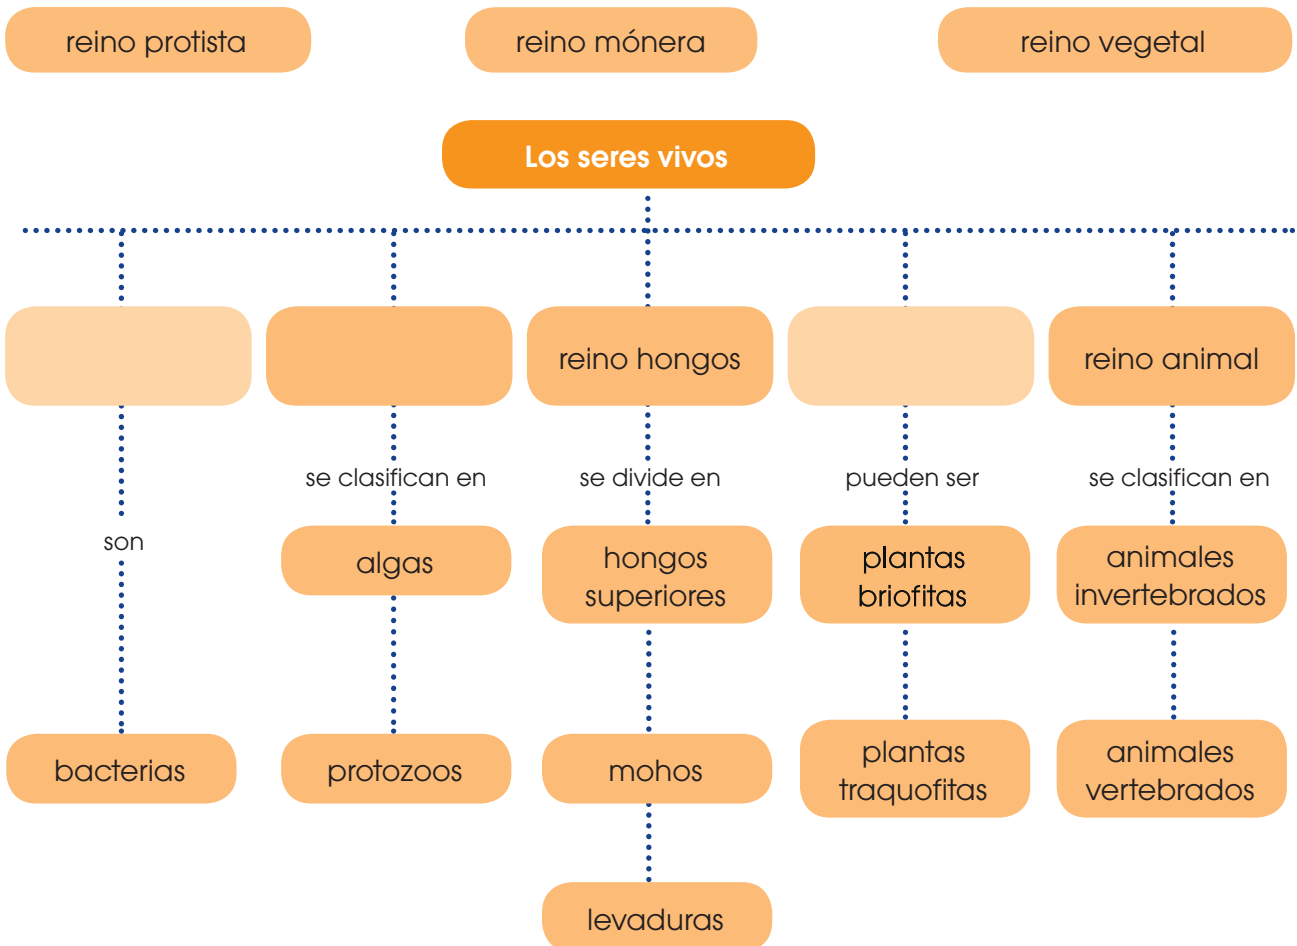 reino protista
reino mónera
reino vegetal
Los seres vivos
reino hongos
reino animal
se clasifican en
se divide en
pueden ser
se clasifican en
son
algas
hongos
superiores
plantas
briofitas
animales
invertebrados
bacterias
protozoos
mohos
plantas
traquofitas
animales
vertebrados
levaduras